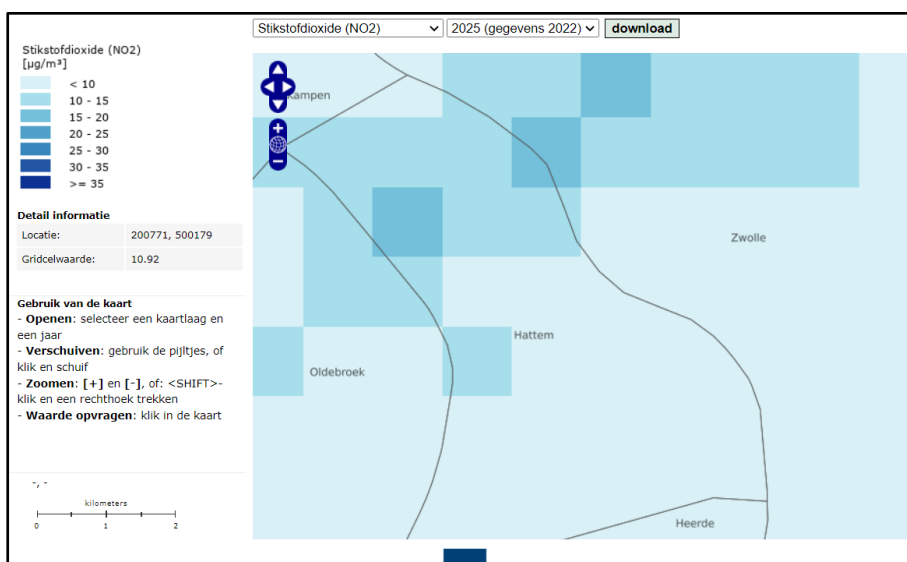 Stikstofdioxide (NO2) 2025 (gegevens 2022) download
Stikstofdioxide (NO2)
[µg/m³]
< 10
10 - 15
15 - 20
20 - 25
25 - 30
30 - 35
>= 35
Detail informatie
Locatie: 200771, 500179
Gridcelwaarde: 10.92
Gebruik van de kaart
- Openen: selecteer een kaartlaag en
een jaar
- Verschuiven: gebruik de pijltjes, of
klik en schuif
- Zoomen: [+] en [-], of: <SHIFT>-
klik en een rechthoek trekken
- Waarde opvragen: klik in de kaart
-, -
kilometers
0 1 2
Kampen
Zwolle
Hattem
Oldebroek
Heerde